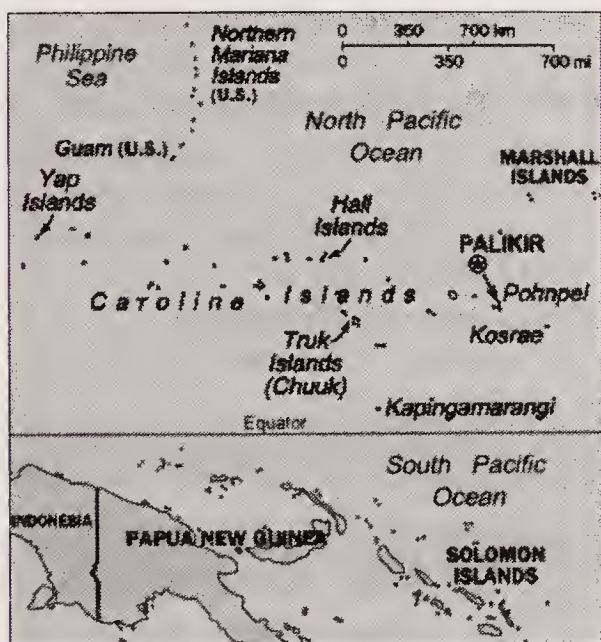 Philippine
Sea
Northern
Mariana
Islands
(U.S.)
0 350 700 km
0 350 700 mi
North Pacific
Ocean
Guam (U.S.)
MARSHALL
ISLANDS
Yap
Islands
Hall
Islands
PALIKIR
Caroline Islands
Pohnpei
Kosrae
Truk
Islands
(Chuuk)
Kapingamarangi
Equator
South Pacific
Ocean
INDONESIA
PAPUA NEW GUINEA
SOLOMON
ISLANDS